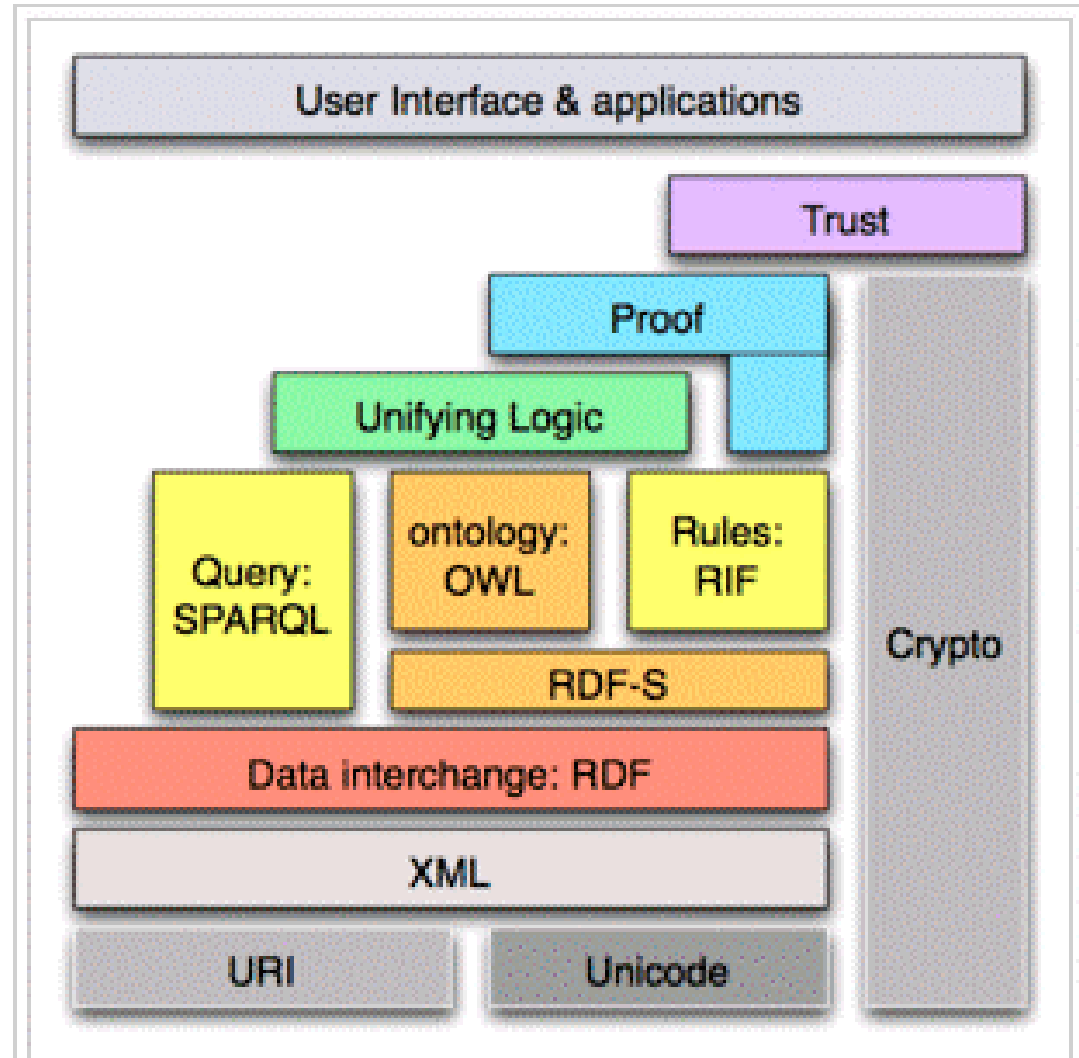 User Interface & applications
Trust
Proof
Unifying Logic
Query:
SPARQL
ontology:
OWL
Rules:
RIF
Crypto
RDF-S
Data interchange: RDF
XML
URI
Unicode